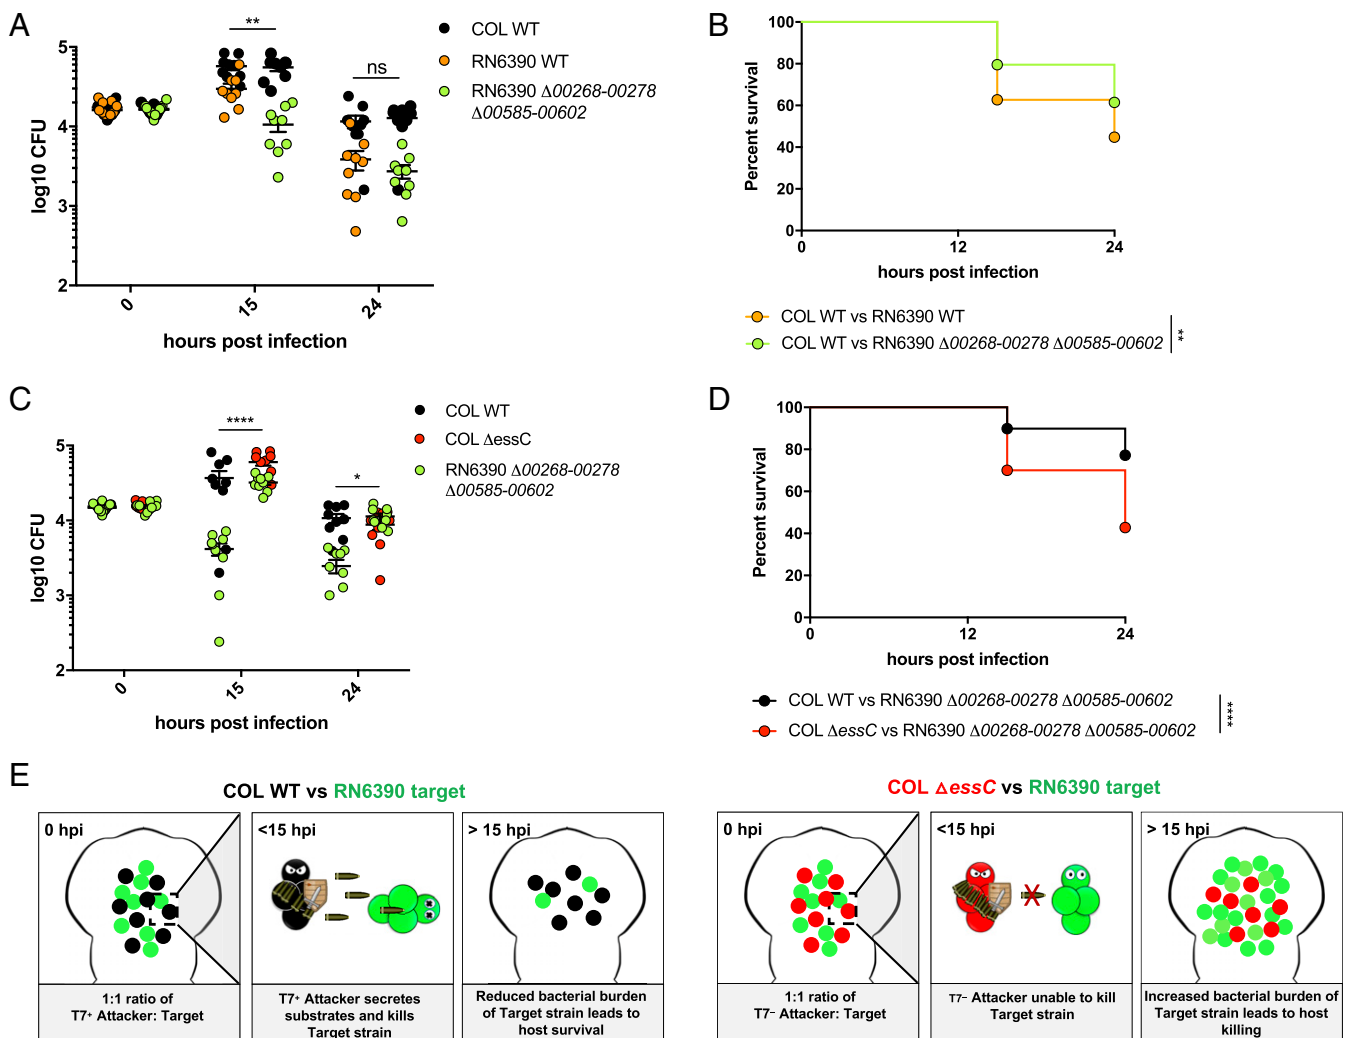 A
5
4
3
2
log10 CFU
**
ns
0
15
24
hours post infection
COL WT
RN6390 WT
RN6390 Δ00268-00278
Δ00585-00602
B
100
80
60
40
20
0
Percent survival
0
12
24
hours post infection
COL WT vs RN6390 WT
COL WT vs RN6390 Δ00268-00278 Δ00585-00602
**
C
5
4
3
2
log10 CFU
****
*
0
15
24
hours post infection
COL WT
COL ΔessC
RN6390 Δ00268-00278
Δ00585-00602
D
100
80
60
40
20
0
Percent survival
0
12
24
hours post infection
COL WT vs RN6390 Δ00268-00278 Δ00585-00602
COL ΔessC vs RN6390 Δ00268-00278 Δ00585-00602
****
E
COL WT vs RN6390 target
0 hpi
1:1 ratio of
T7⁺ Attacker: Target
<15 hpi
T7⁺ Attacker secretes
substrates and kills
Target strain
> 15 hpi
Reduced bacterial burden
of Target strain leads to
host survival
COL ΔessC vs RN6390 target
0 hpi
1:1 ratio of
T7⁻ Attacker: Target
<15 hpi
T7⁻ Attacker unable to kill
Target strain
> 15 hpi
Increased bacterial burden of
Target strain leads to host
killing